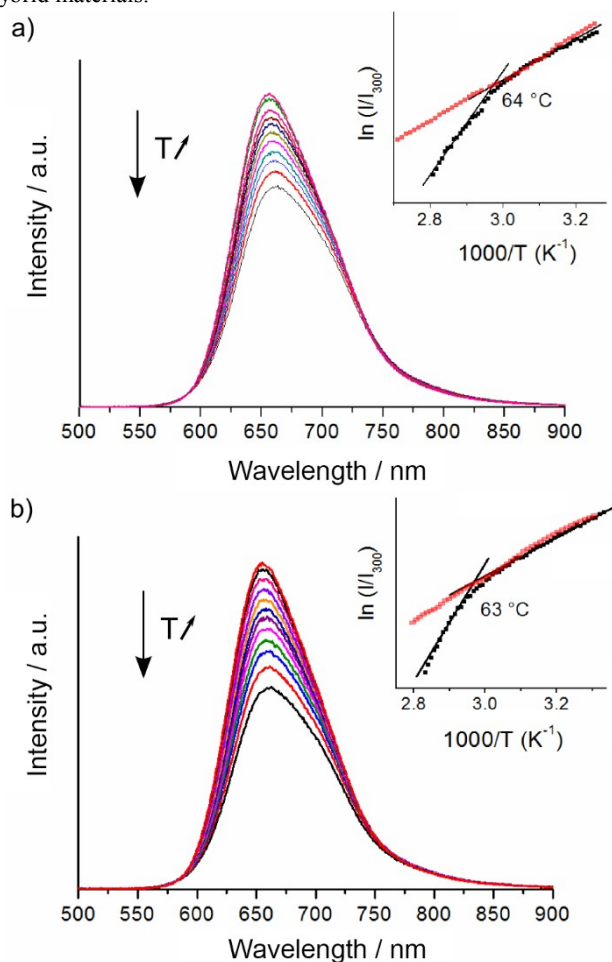 ybrid materials.
a)
T
Intensity / a.u.
500 550 600 650 700 750 800 850 900
Wavelength / nm
ln (I/I300)
64 °C
2.8 3.0 3.2
1000/T (K-1)
b)
T
Intensity / a.u.
500 550 600 650 700 750 800 850 900
Wavelength / nm
ln (I/I300)
63 °C
2.8 3.0 3.2
1000/T (K-1)